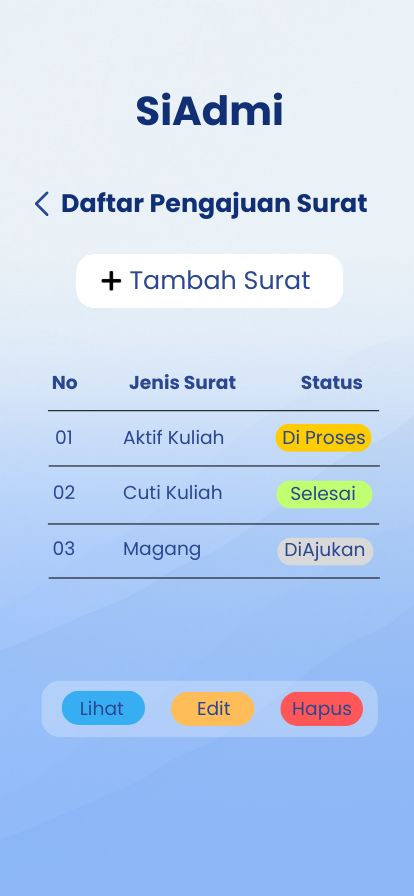 SiAdmi
Daftar Pengajuan Surat
+ Tambah Surat
No Jenis Surat Status
01 Aktif Kuliah Di Proses
02 Cuti Kuliah Selesai
03 Magang DiAjukan
Lihat Edit Hapus